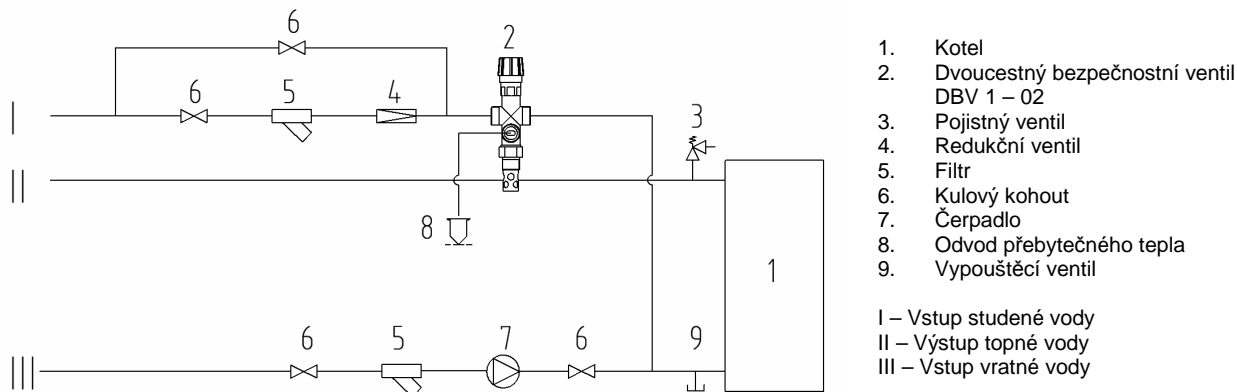 6
2
6
5
4
3
I
II
8
1
6
5
7
6
9
III
1. Kotel
2. Dvoucestný bezpečnostní ventil
DBV 1 – 02
3. Pojistný ventil
4. Redukční ventil
5. Filtr
6. Kulový kohout
7. Čerpadlo
8. Odvod přebytečného tepla
9. Vypouštěcí ventil
I – Vstup studené vody
II – Výstup topné vody
III – Vstup vratné vody